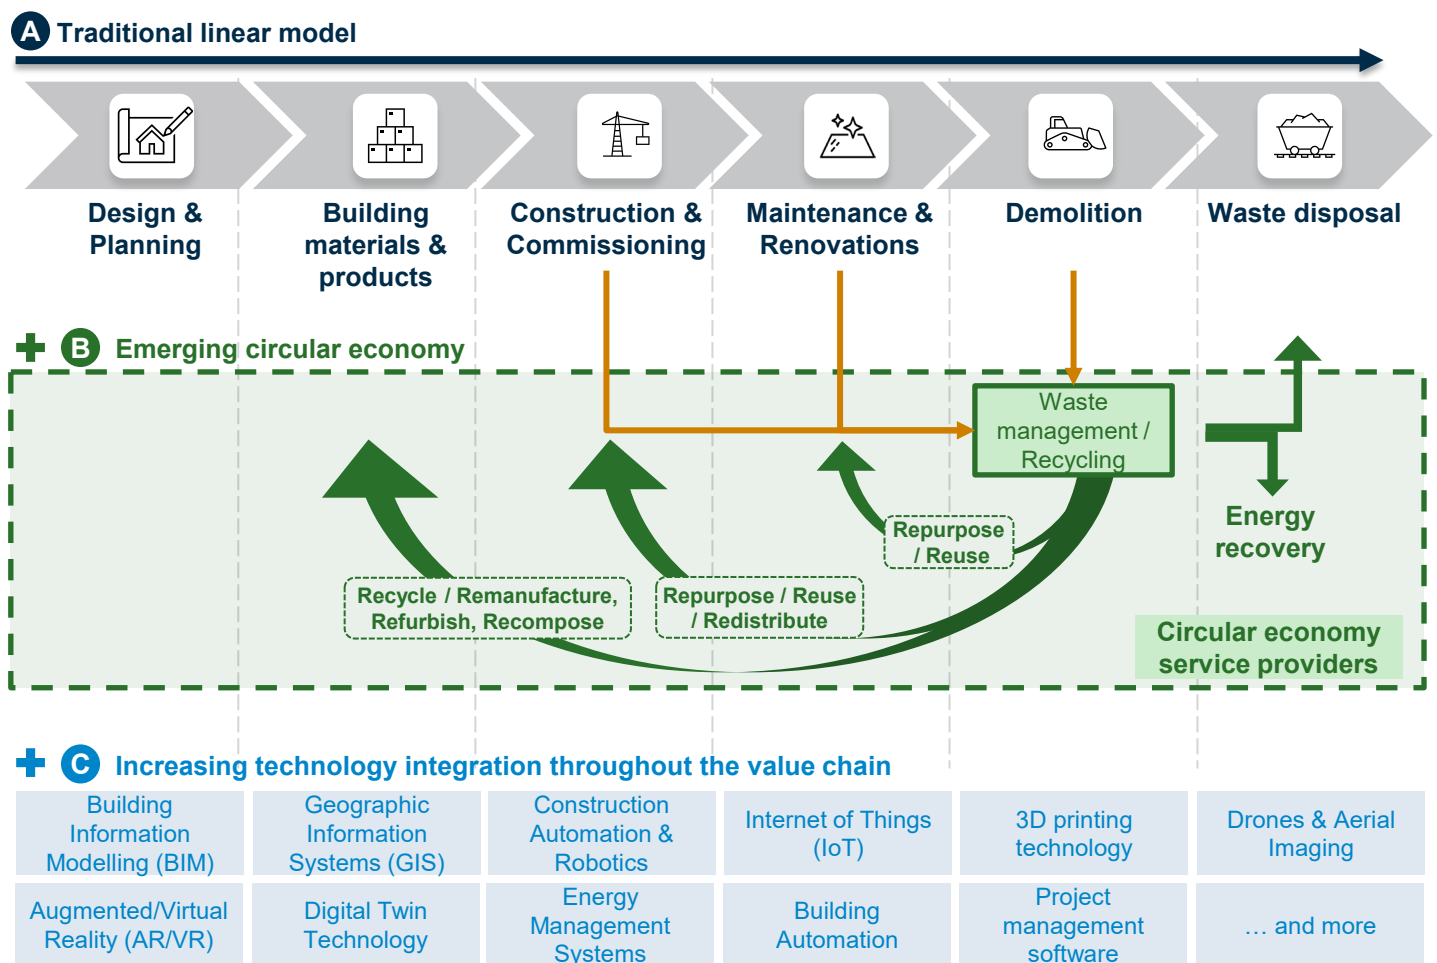 A Traditional linear model
Design &
Planning
Building
materials &
products
Construction &
Commissioning
Maintenance &
Renovations
Demolition
Waste disposal
B Emerging circular economy
Waste
management /
Recycling
Repurpose
/ Reuse
Energy
recovery
Recycle / Remanufacture,
Refurbish, Recompose
Repurpose / Reuse
/ Redistribute
Circular economy
service providers
C Increasing technology integration throughout the value chain
Building
Information
Modelling (BIM)
Geographic
Information
Systems (GIS)
Construction
Automation &
Robotics
Internet of Things
(IoT)
3D printing
technology
Drones & Aerial
Imaging
Augmented/Virtual
Reality (AR/VR)
Digital Twin
Technology
Energy
Management
Systems
Building
Automation
Project
management
software
… and more